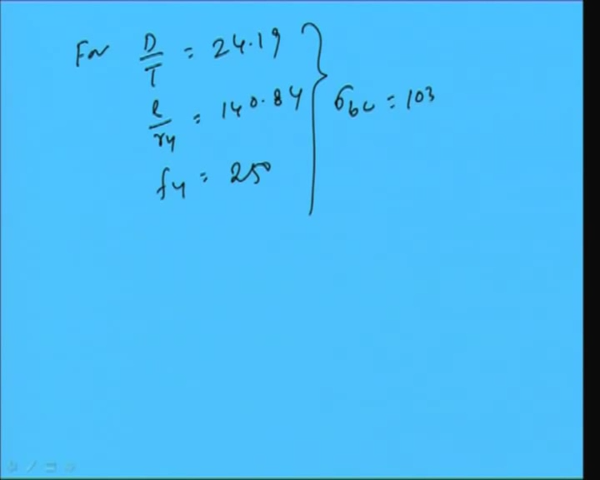 For D/T = 24.19
l/ry = 140.84
fy = 250
σbc = 103